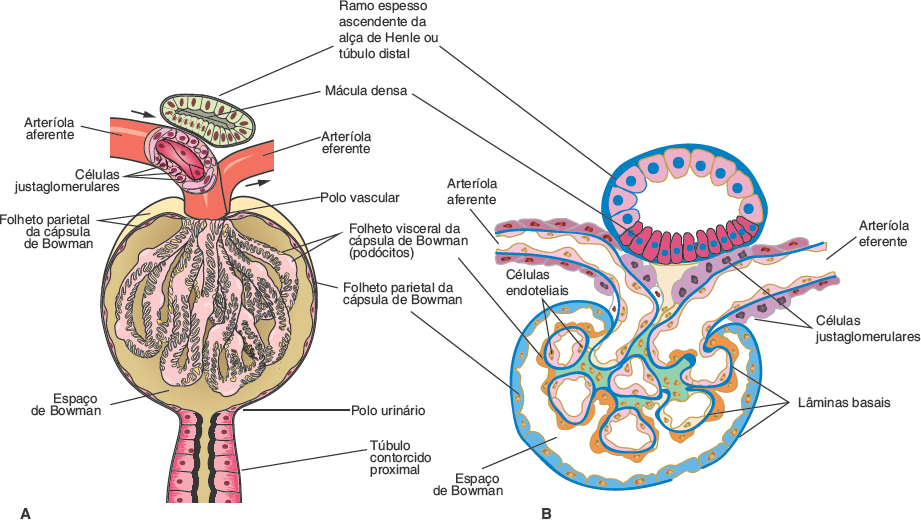 Ramo espesso
ascendente da
alça de Henle ou
túbulo distal
Mácula densa
Arteríola
aferente
Arteríola
eferente
Células
justaglomerulares
Polo vascular
Folheto parietal
da cápsula
de Bowman
Folheto visceral da
cápsula de Bowman
(podócitos)
Folheto parietal da
cápsula de Bowman
Espaço
de Bowman
Polo urinário
Túbulo
contorcido
proximal
A
Arteríola
aferente
Arteríola
eferente
Células
endoteliais
Células
justaglomerulares
Lâminas basais
Espaço
de Bowman
B